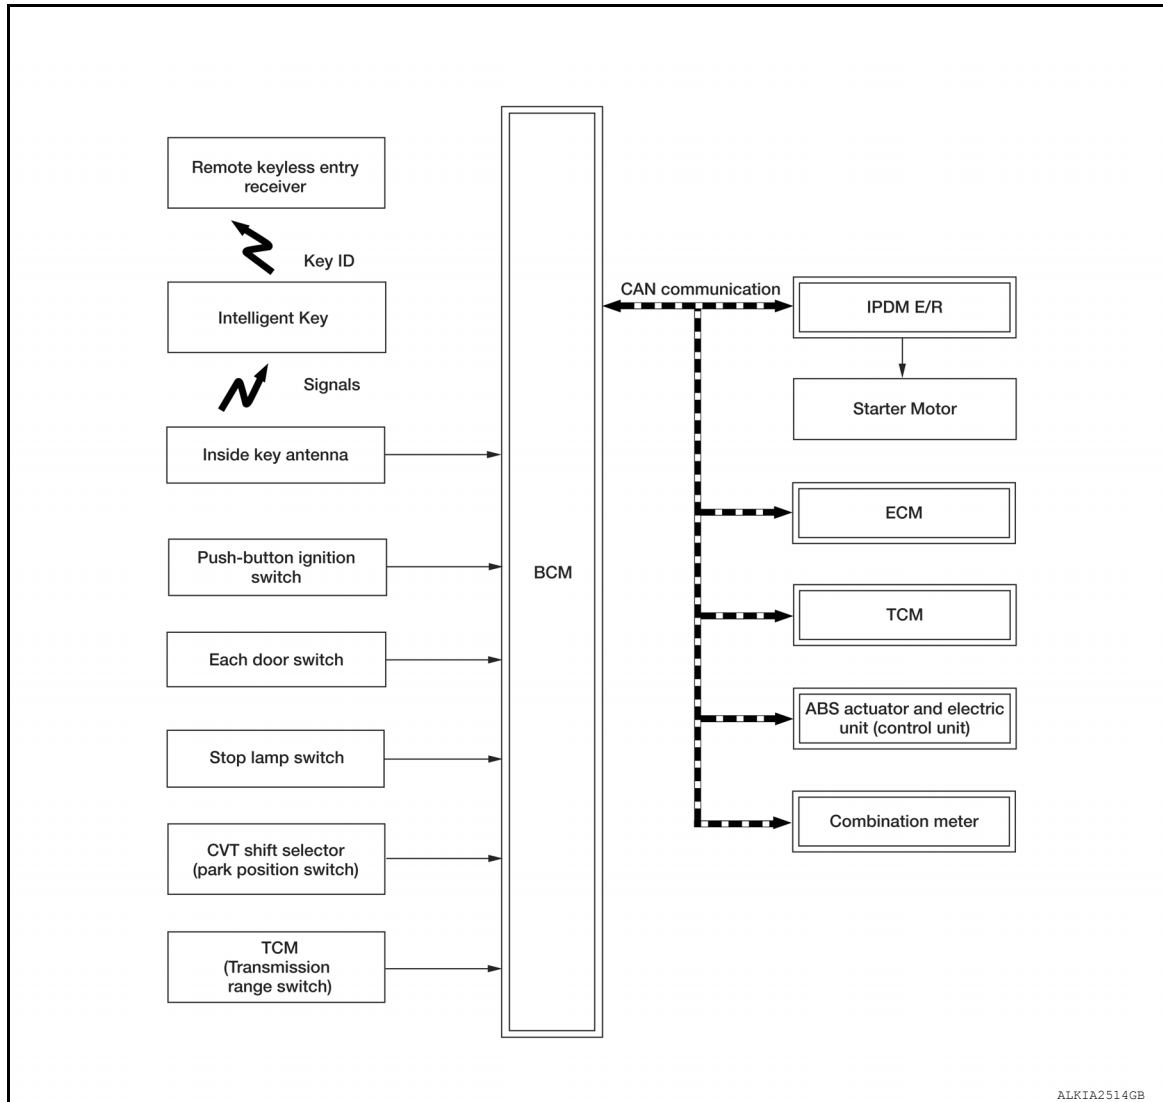 Remote keyless entry
receiver
Key ID
Intelligent Key
Signals
Inside key antenna
Push-button ignition
switch
Each door switch
Stop lamp switch
CVT shift selector
(park position switch)
TCM
(Transmission
range switch)
BCM
CAN communication
IPDM E/R
Starter Motor
ECM
TCM
ABS actuator and electric
unit (control unit)
Combination meter
ALKIA2514GB